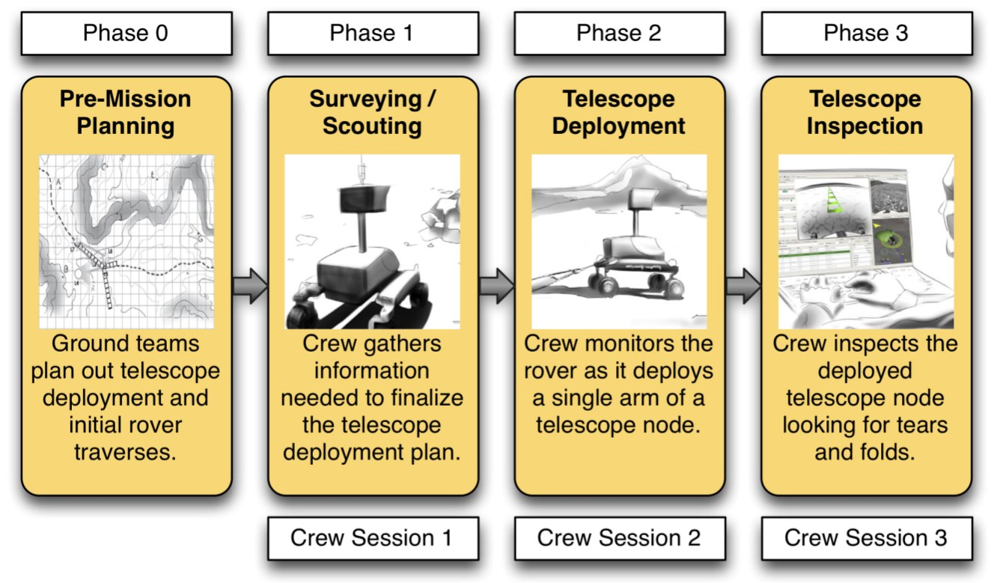 Phase 0
Phase 1
Phase 2
Phase 3
Pre-Mission
Planning
Ground teams
plan out telescope
deployment and
initial rover
traverses.
Surveying /
Scouting
Crew gathers
information
needed to finalize
the telescope
deployment plan.
Crew Session 1
Telescope
Deployment
Crew monitors the
rover as it deploys
a single arm of a
telescope node.
Crew Session 2
Telescope
Inspection
Crew inspects the
deployed
telescope node
looking for tears
and folds.
Crew Session 3